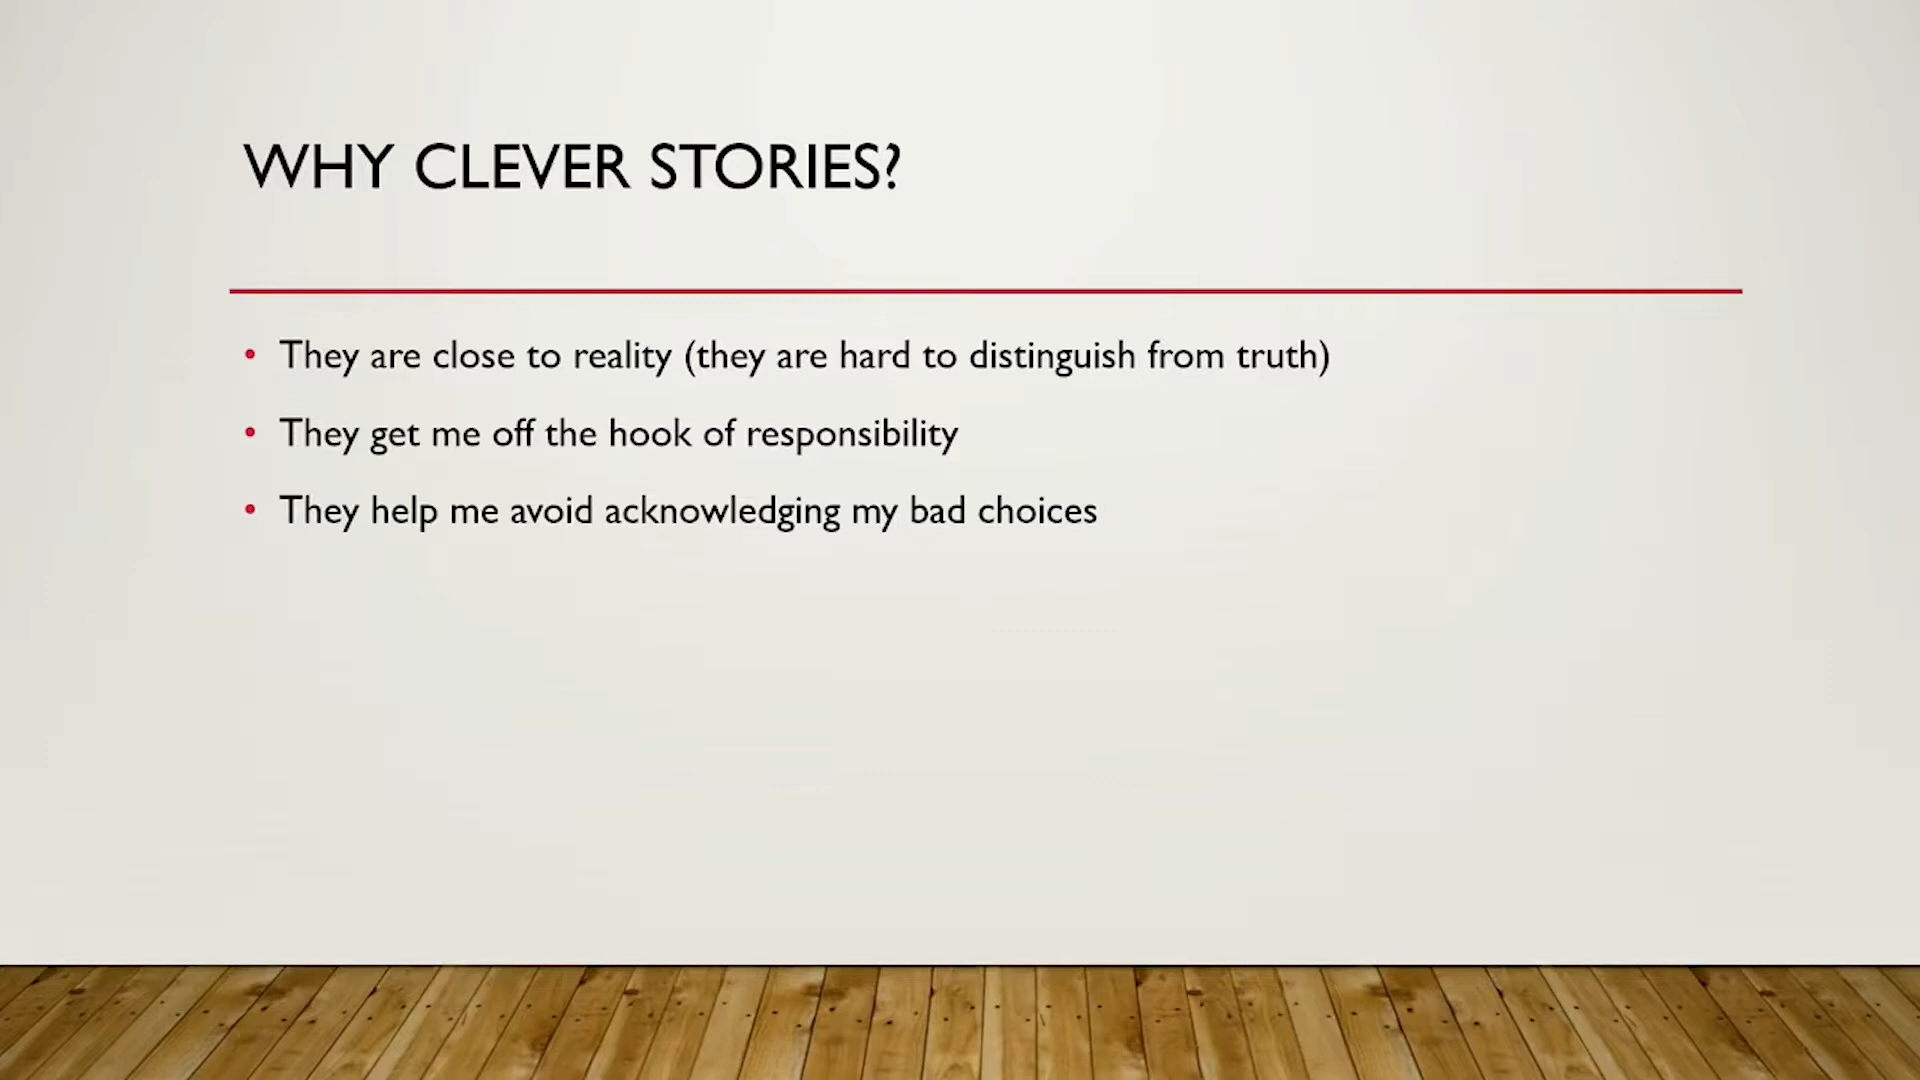 WHY CLEVER STORIES?
• They are close to reality (they are hard to distinguish from truth)
• They get me off the hook of responsibility
• They help me avoid acknowledging my bad choices